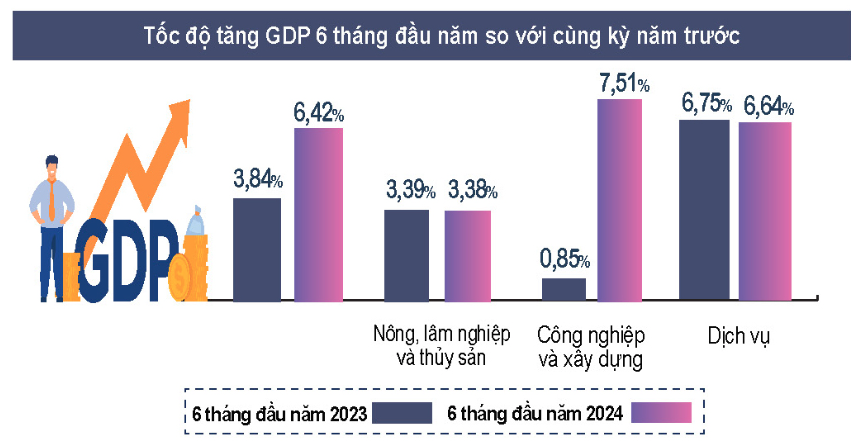 Tốc độ tăng GDP 6 tháng đầu năm so với cùng kỳ năm trước
3,84%
6,42%
3,39%
3,38%
0,85%
7,51%
6,75%
6,64%
GDP
Nông, lâm nghiệp
và thủy sản
Công nghiệp
và xây dựng
Dịch vụ
6 tháng đầu năm 2023
6 tháng đầu năm 2024